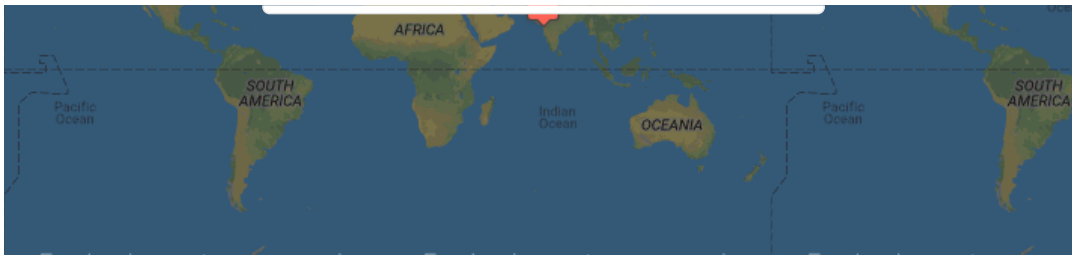 AFRICA
SOUTH
AMERICA
Pacific
Ocean
Indian
Ocean
OCEANIA
Pacific
Ocean
SOUTH
AMERICA